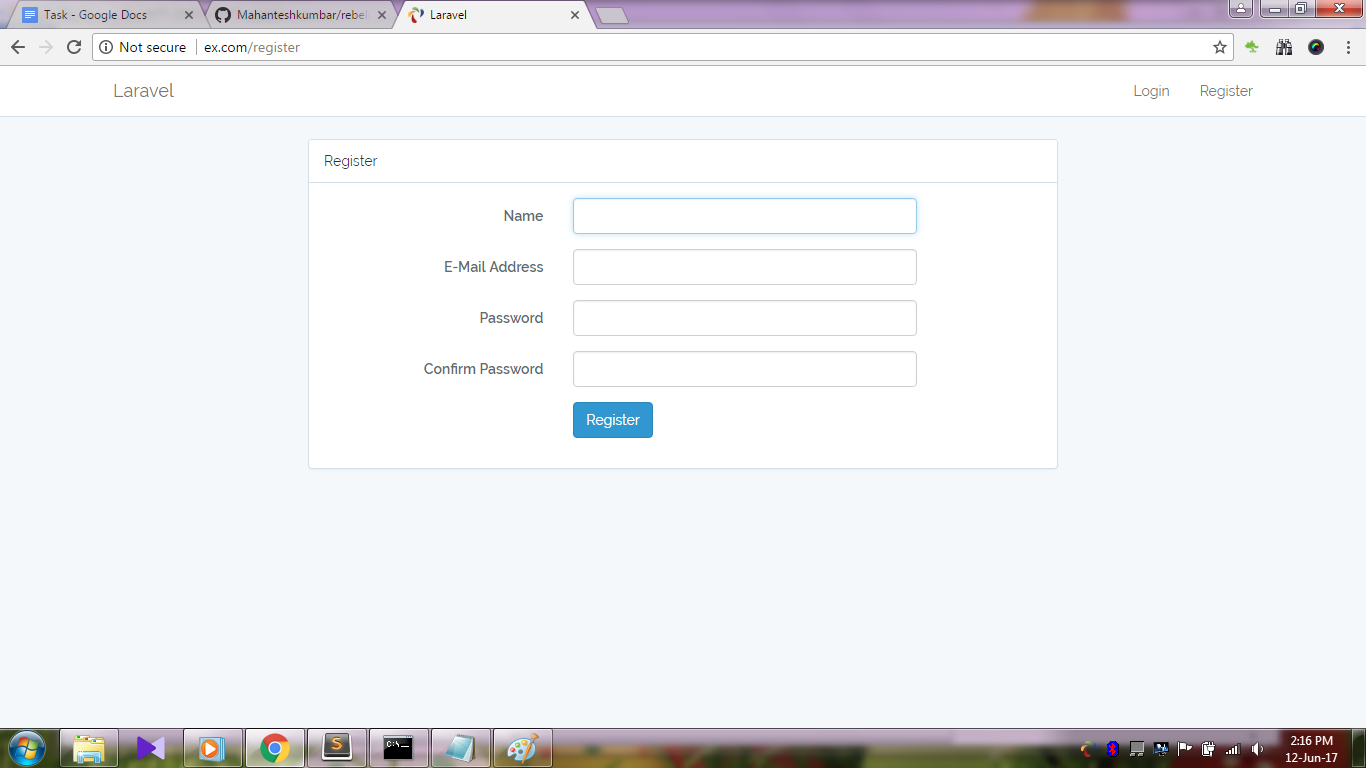 Task - Google Docs
Mahanteshkumbar/rebel
Laravel
Not secure
ex.com/register
Laravel
Login
Register
Register
Name
E-Mail Address
Password
Confirm Password
Register
S
C:\
2:16 PM
12-Jun-17